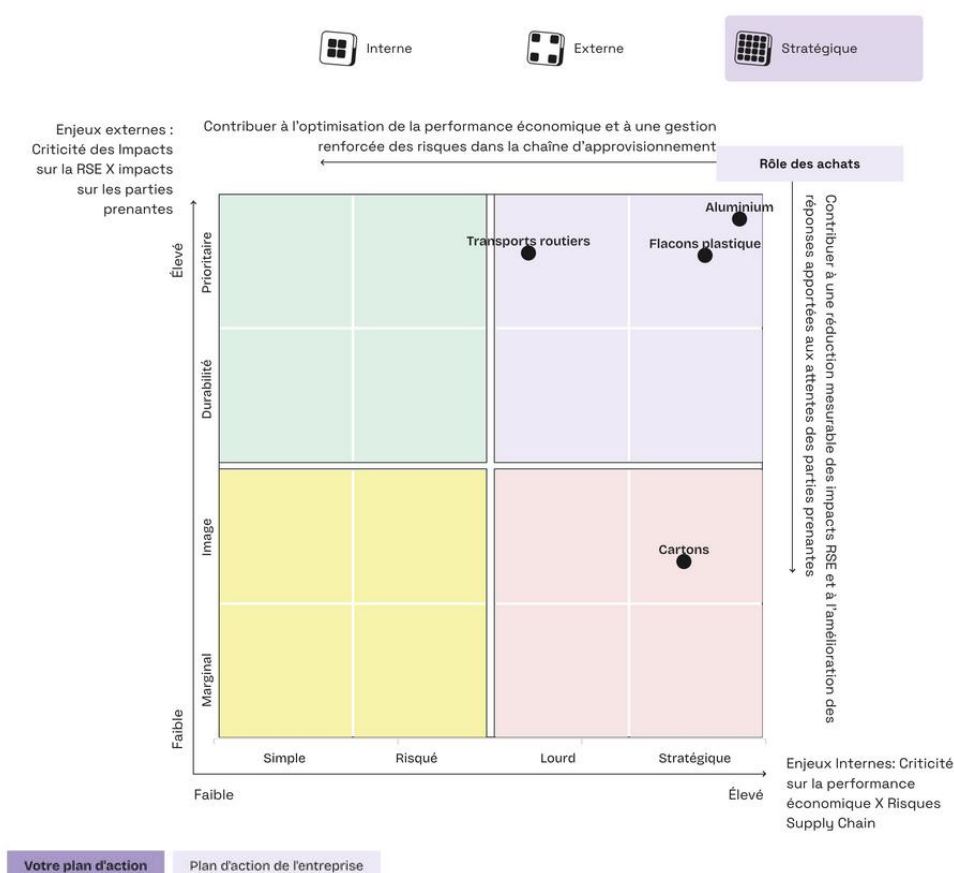 Interne
Externe
Stratégique
Enjeux externes :
Criticité des Impacts
sur la RSE X impacts
sur les parties
prenantes
Contribuer à l'optimisation de la performance économique et à une gestion
renforcée des risques dans la chaîne d'approvisionnement
Rôle des achats
Contribuer à une réduction mesurable des impacts RSE et à l'amélioration des
réponses apportées aux attentes des parties prenantes
Élevé
Prioritaire
Durabilité
Image
Marginal
Faible
Aluminium
Transports routiers
Flacons plastique
Cartons
Simple
Risqué
Lourd
Stratégique
Faible
Élevé
Enjeux Internes: Criticité
sur la performance
économique X Risques
Supply Chain
Votre plan d'action
Plan d'action de l'entreprise